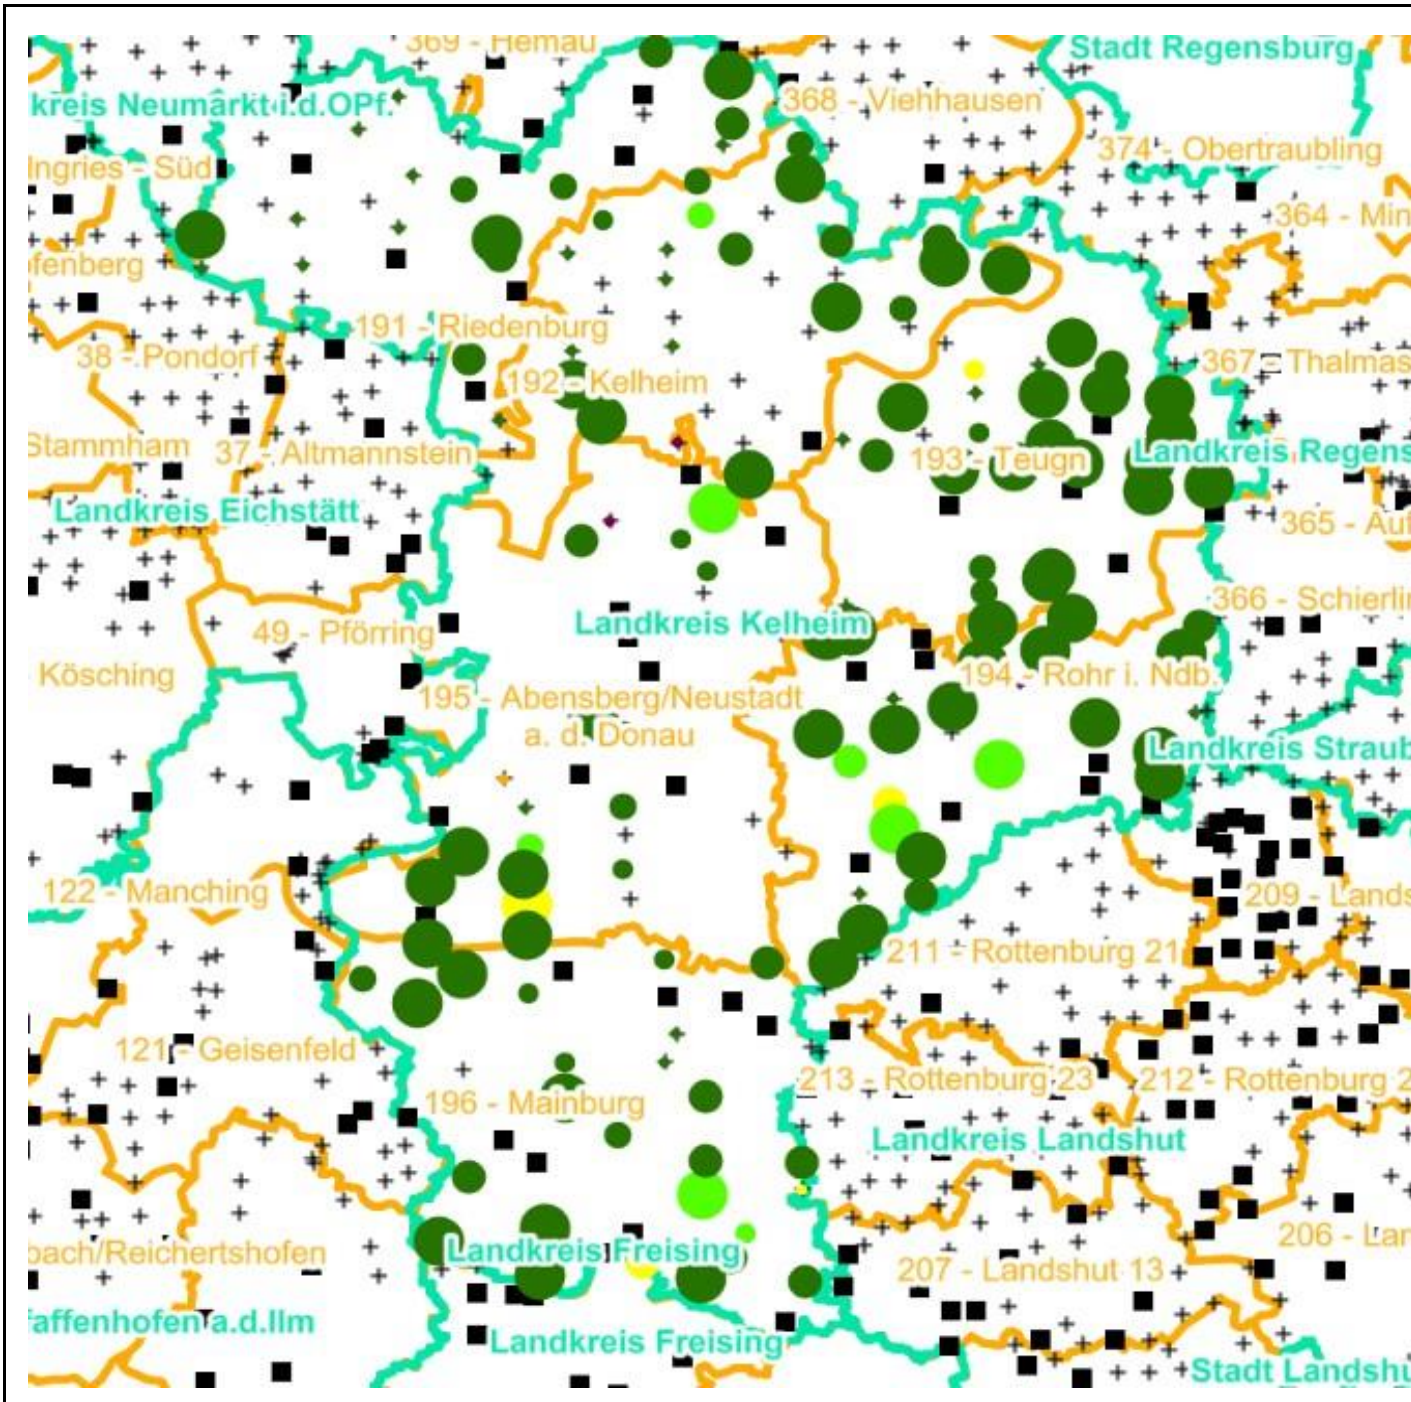 369 - Hemau
Stadt Regensburg
kreis Neumarkt i.d.OPf.
368 - Viehhausen
374 - Obertraubling
Ingries - Süd
364 - Min
ofenberg
191 - Riedenburg
38 - Pondorf
367 - Thalmas
192 - Kelheim
Stammham
37 - Altmannstein
193 - Teugn
Landkreis Regens
Landkreis Eichstätt
365 - Auf
366 - Schierlin
Landkreis Kelheim
49 - Pförring
Kösching
194 - Rohr i. Ndb.
195 - Abensberg/Neustadt
a. d. Donau
Landkreis Straub
122 - Manching
209 - Lands
211 - Rottenburg 21
121 - Geisenfeld
213 - Rottenburg 23
212 - Rottenburg 2
196 - Mainburg
Landkreis Landshut
206 - Lan
bach/Reichertshofen
Landkreis Freising
207 - Landshut 13
faffenhofen a.d.Ilm
Landkreis Freising
Stadt Landshu